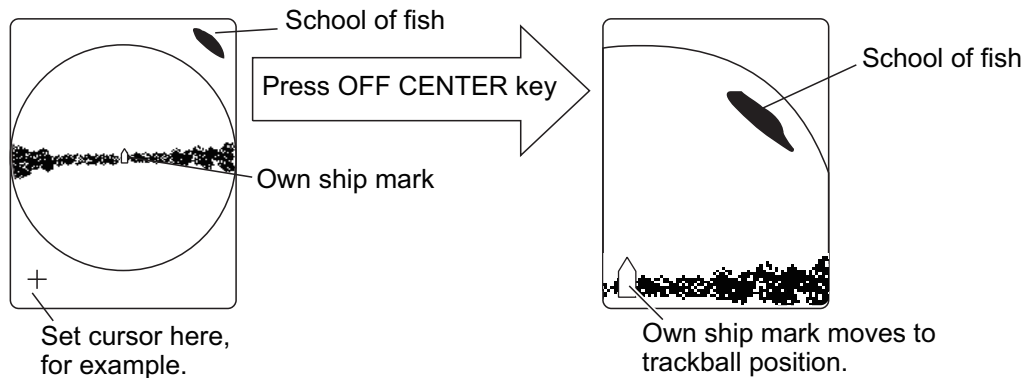 School of fish
Press OFF CENTER key
Own ship mark
Set cursor here,
for example.
School of fish
Own ship mark moves to
trackball position.